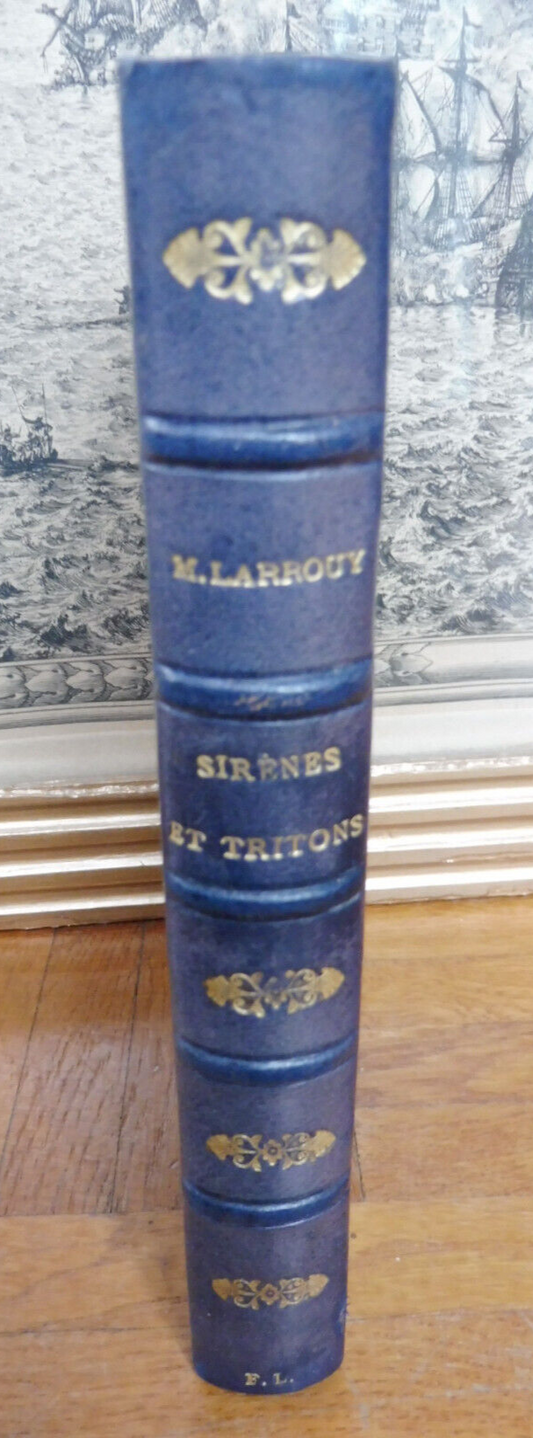 M. LARROUY
SIRÈNES
ET TRITONS
F. L.